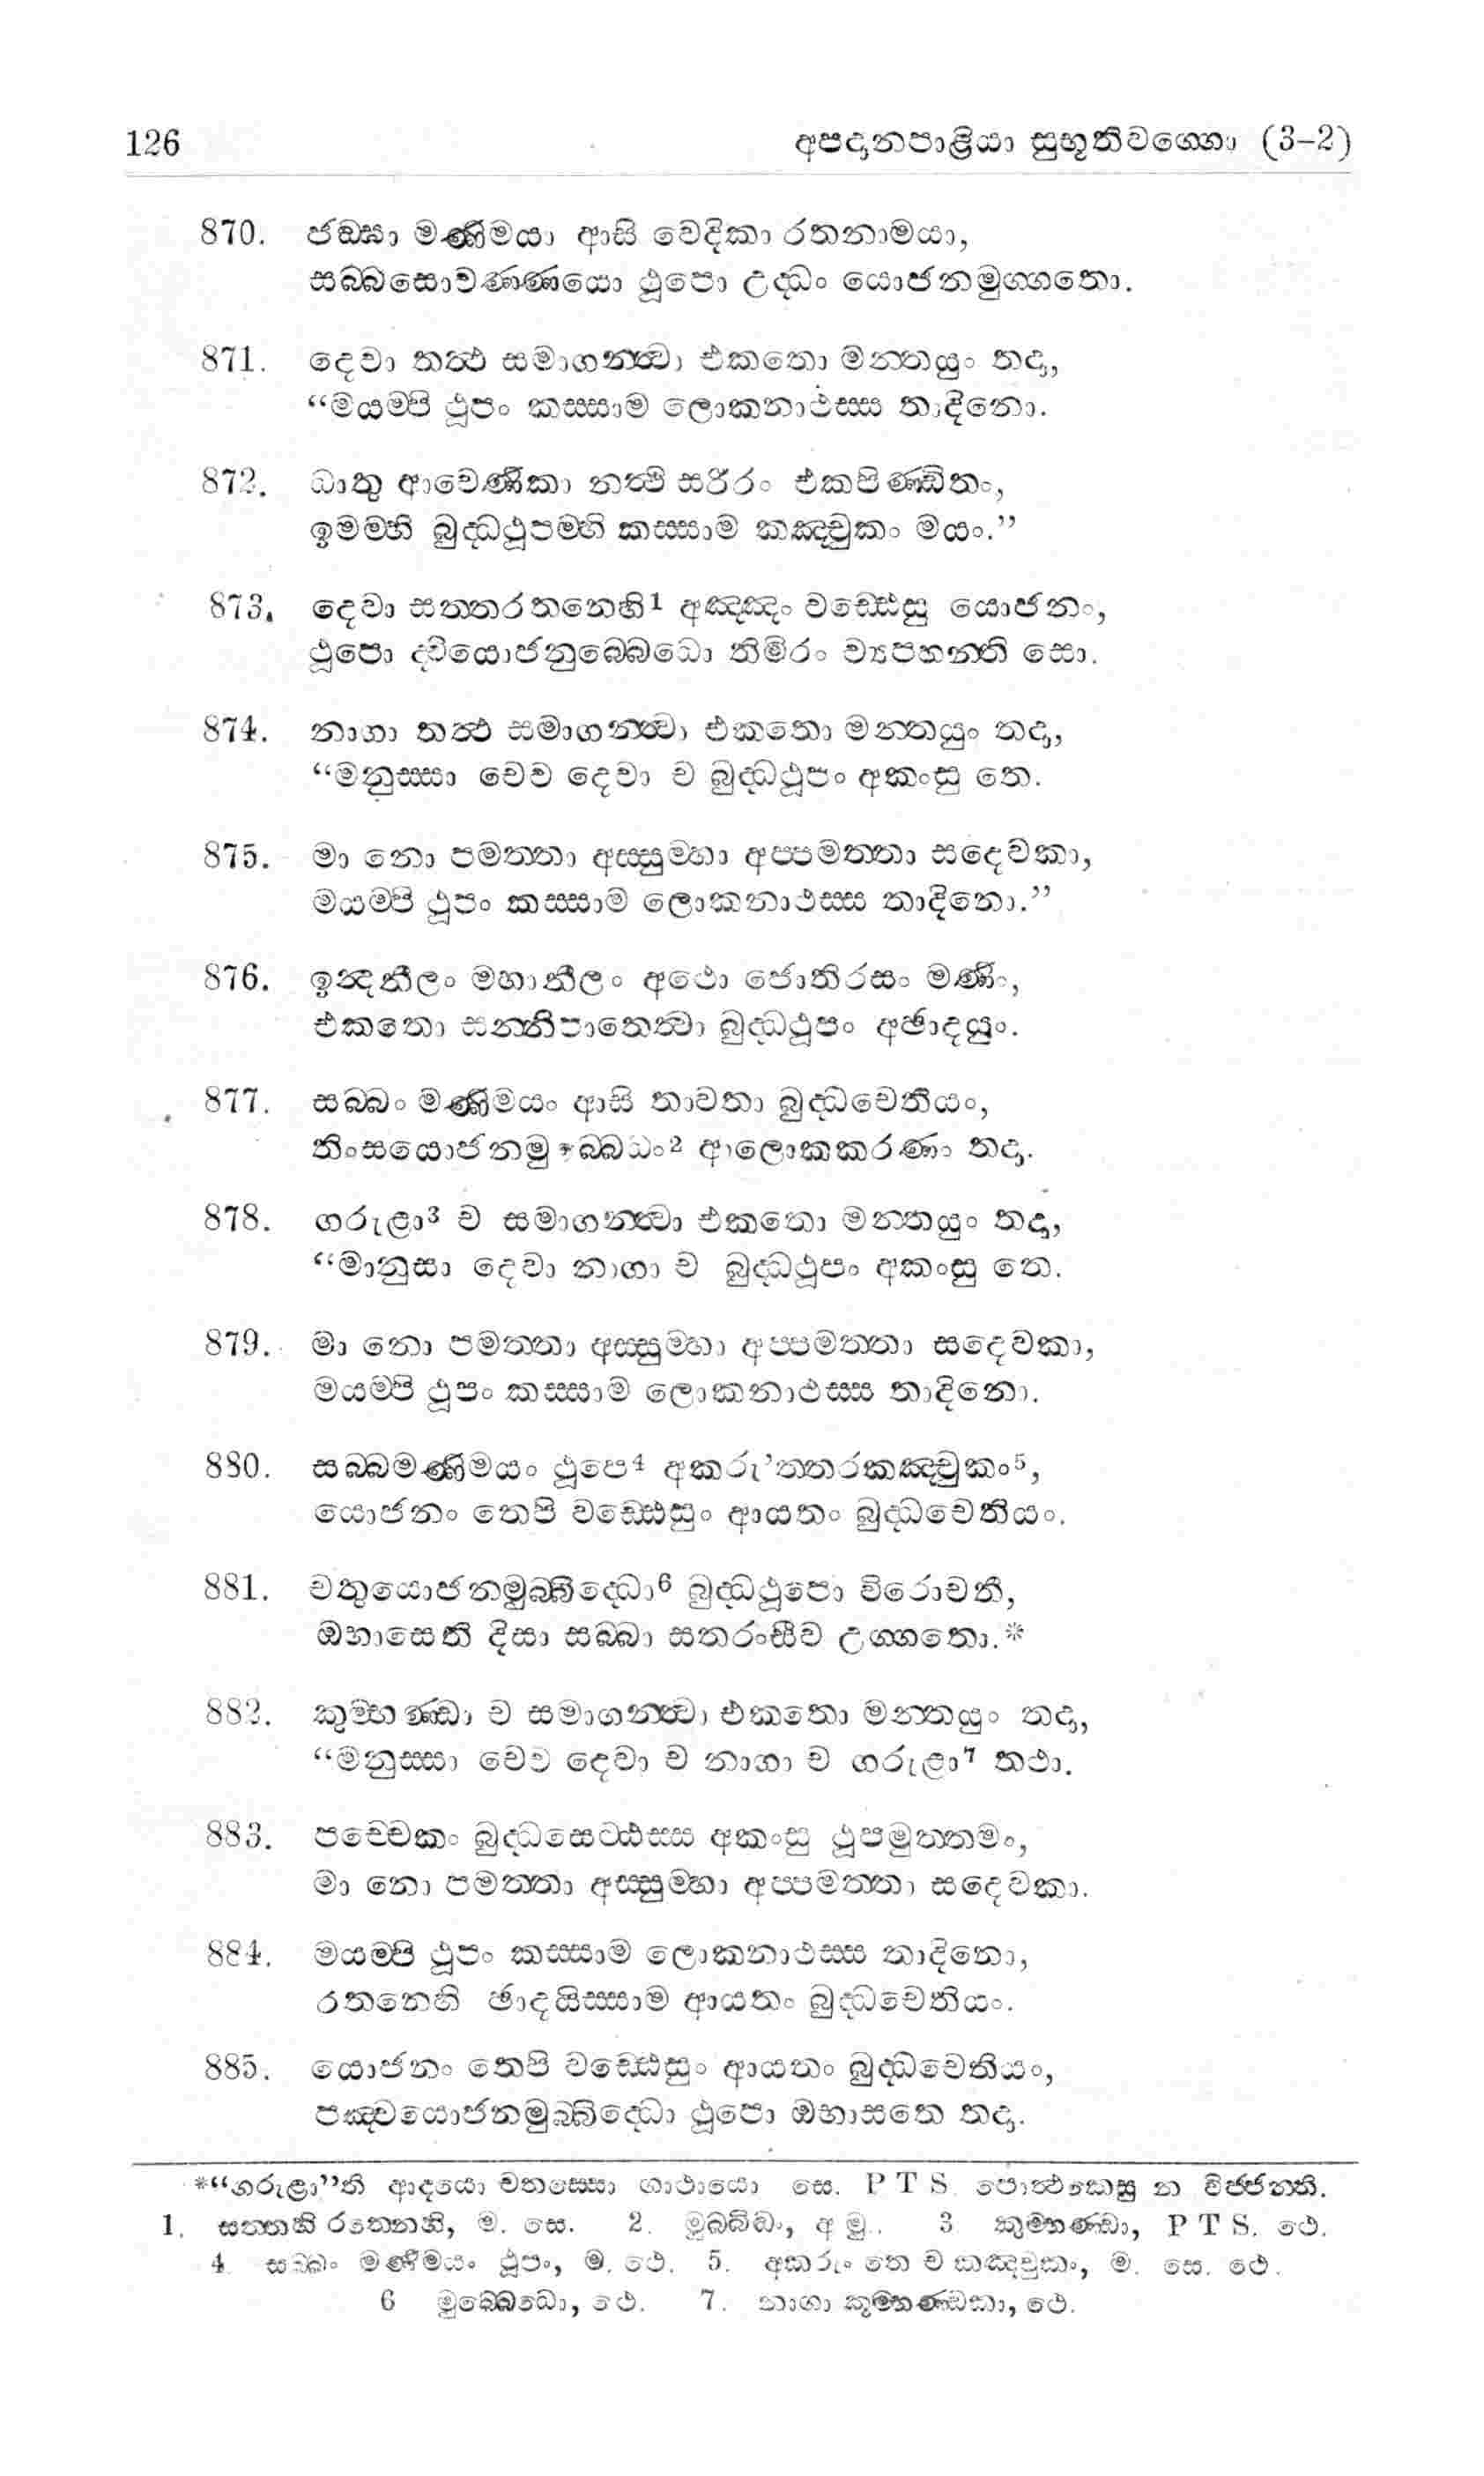 126 අපදානපාළියා සුභූතිවග්ගො (3–2)
870. ජඞ්ඝා මණිමයා ආසි වෙදිකා රතනාමයා,
සබ්බසොවණ්ණයො ථූපො උද්ධං යොජනමුග්ගතො.
871. දෙවා තත්ථ සමාගන්ත්වා එකතො මන්තයුං තදා,
“මයම්පි ථූපං කස්සාම ලොකනාථස්ස තාදිනො.
872. ධාතු ආවෙණිකා නත්ථි සරීරං එකපිණ්ඩිතං,
ඉමම්හි බුද්ධථූපම්හි කස්සාම කඤ්චුකං මයං.”
873. දෙවා සත්තරතනෙහි1 අඤ්ඤං වඩ්ඪෙසු යොජනං,
ථූපො ද්වියොජනුබ්බෙධො තිමිරං ව්‍යපහන්ති සො.
874. නාගා තත්ථ සමාගන්ත්වා එකතො මන්තයුං තදා,
“මනුස්සා චෙව දෙවා ච බුද්ධථූපං අකංසු තෙ.
875. මා නො පමත්තා අස්සුම්හා අප්පමත්තා සදෙවකා,
මයම්පි ථූපං කස්සාම ලොකනාථස්ස තාදිනො.”
876. ඉන්දනීලං මහානීලං අථො ජොතිරසං මණිං,
එකතො සන්නිපාතෙත්වා බුද්ධථූපං අඡාදයුං.
877. සබ්බං මණිමයං ආසි තාවතා බුද්ධචෙතියං,
තිංසයොජනමුබ්බිධං2 ආලොකකරණං තදා.
878. ගරුළා3 ච සමාගන්ත්වා එකතො මන්තයුං තදා,
“මානුසා දෙවා නාගා ච බුද්ධථූපං අකංසු තෙ.
879. මා නො පමත්තා අස්සුම්හා අප්පමත්තා සදෙවකා,
මයම්පි ථූපං කස්සාම ලොකනාථස්ස තාදිනො.
880. සබ්බමණිමයං ථූපෙ4 අකරු’ත්තරකඤ්චුකං5,
යොජනං තෙපි වඩ්ඪෙසුං ආයතං බුද්ධචෙතියං.
881. චතුයොජනමුබ්බිද්ධො6 බුද්ධථූපො විරොචති,
ඔභාසෙති දිසා සබ්බා සතරංසීව උග්ගතො.*
882. කුම්භණ්ඩා ච සමාගන්ත්වා එකතො මන්තයුං තදා,
“මනුස්සා චෙව දෙවා ච නාගා ච ගරුළා7 තථා.
883. පච්චෙකං බුද්ධසෙට්ඨස්ස අකංසු ථූපමුත්තමං,
මා නො පමත්තා අස්සුම්හා අප්පමත්තා සදෙවකා.
884. මයම්පි ථූපං කස්සාම ලොකනාථස්ස තාදිනො,
රතනෙහි ඡාදයිස්සාම ආයතං බුද්ධචෙතියං.
885. යොජනං තෙපි වඩ්ඪෙසුං ආයතං බුද්ධචෙතියං,
පඤ්චයොජනමුබ්බිද්ධො ථූපො ඔභාසතෙ තදා.
*“ගරුළා”ති ආදයො චතස්සො ගාථායො සෙ. P T S. පොත්ථකෙසු න විජ්ජන්ති.
1. සත්තහි රතනෙහි, ම. සෙ. 2. මුබ්බිධං, අ මු. 3 කුම්භණ්ඩා, P T S. ථෙ.
4 සබ්බං මණිමයං ථූපං, ම. ථෙ. 5. අකරුං තෙ ච කඤ්චුකං, ම. සෙ. ථෙ.
6 මුබ්බෙධො, ථෙ. 7. නාගා කුම්භණ්ඩකා, ථෙ.